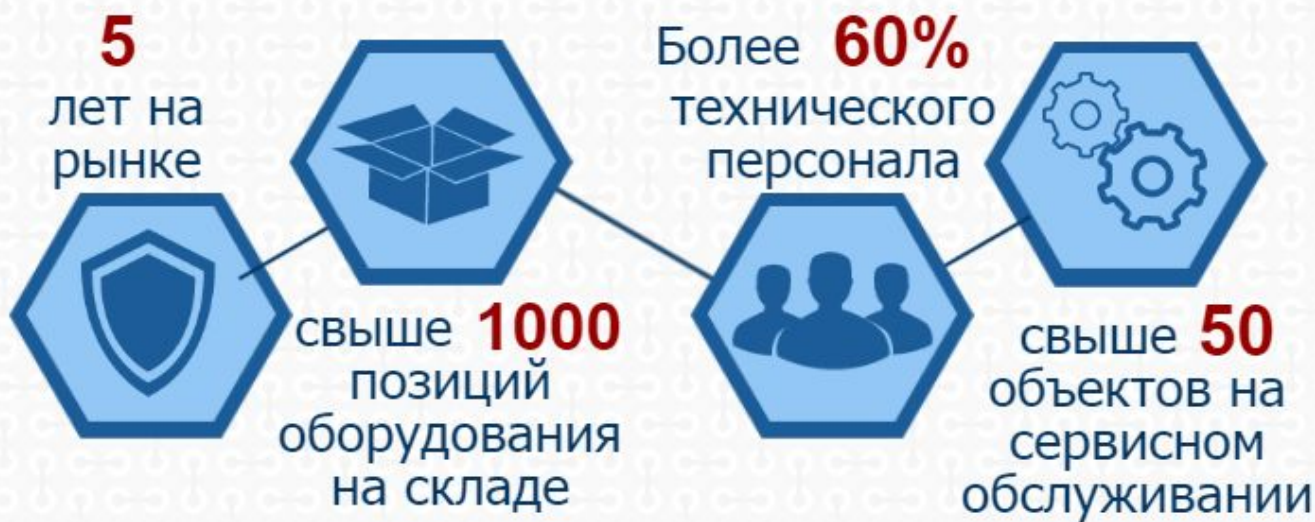 5
лет на
рынке
свыше 1000
позиций
оборудования
на складе
Более 60%
технического
персонала
свыше 50
объектов на
сервисном
обслуживании